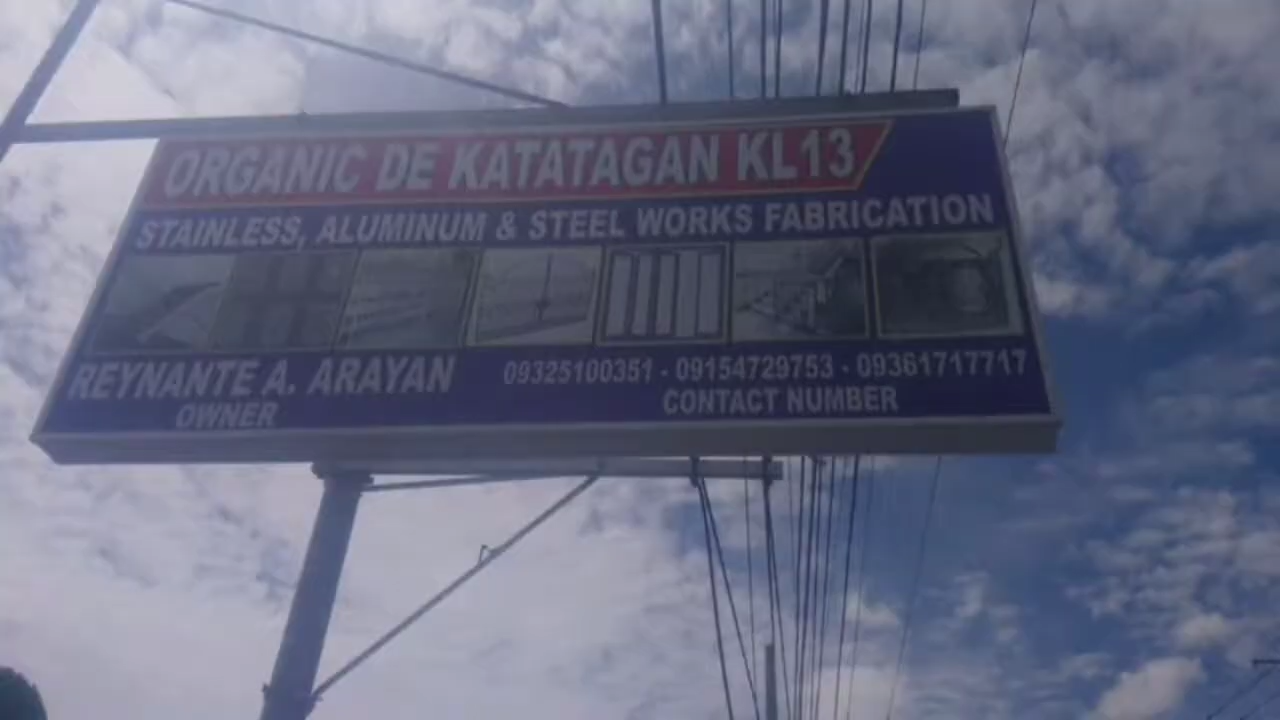 ORGANIC DE KATATAGAN KL13
STAINLESS, ALUMINUM & STEEL WORKS FABRICATION
REYNANTE A. ARAYAN
OWNER
09325100351 - 09154729753 - 09361717717
CONTACT NUMBER